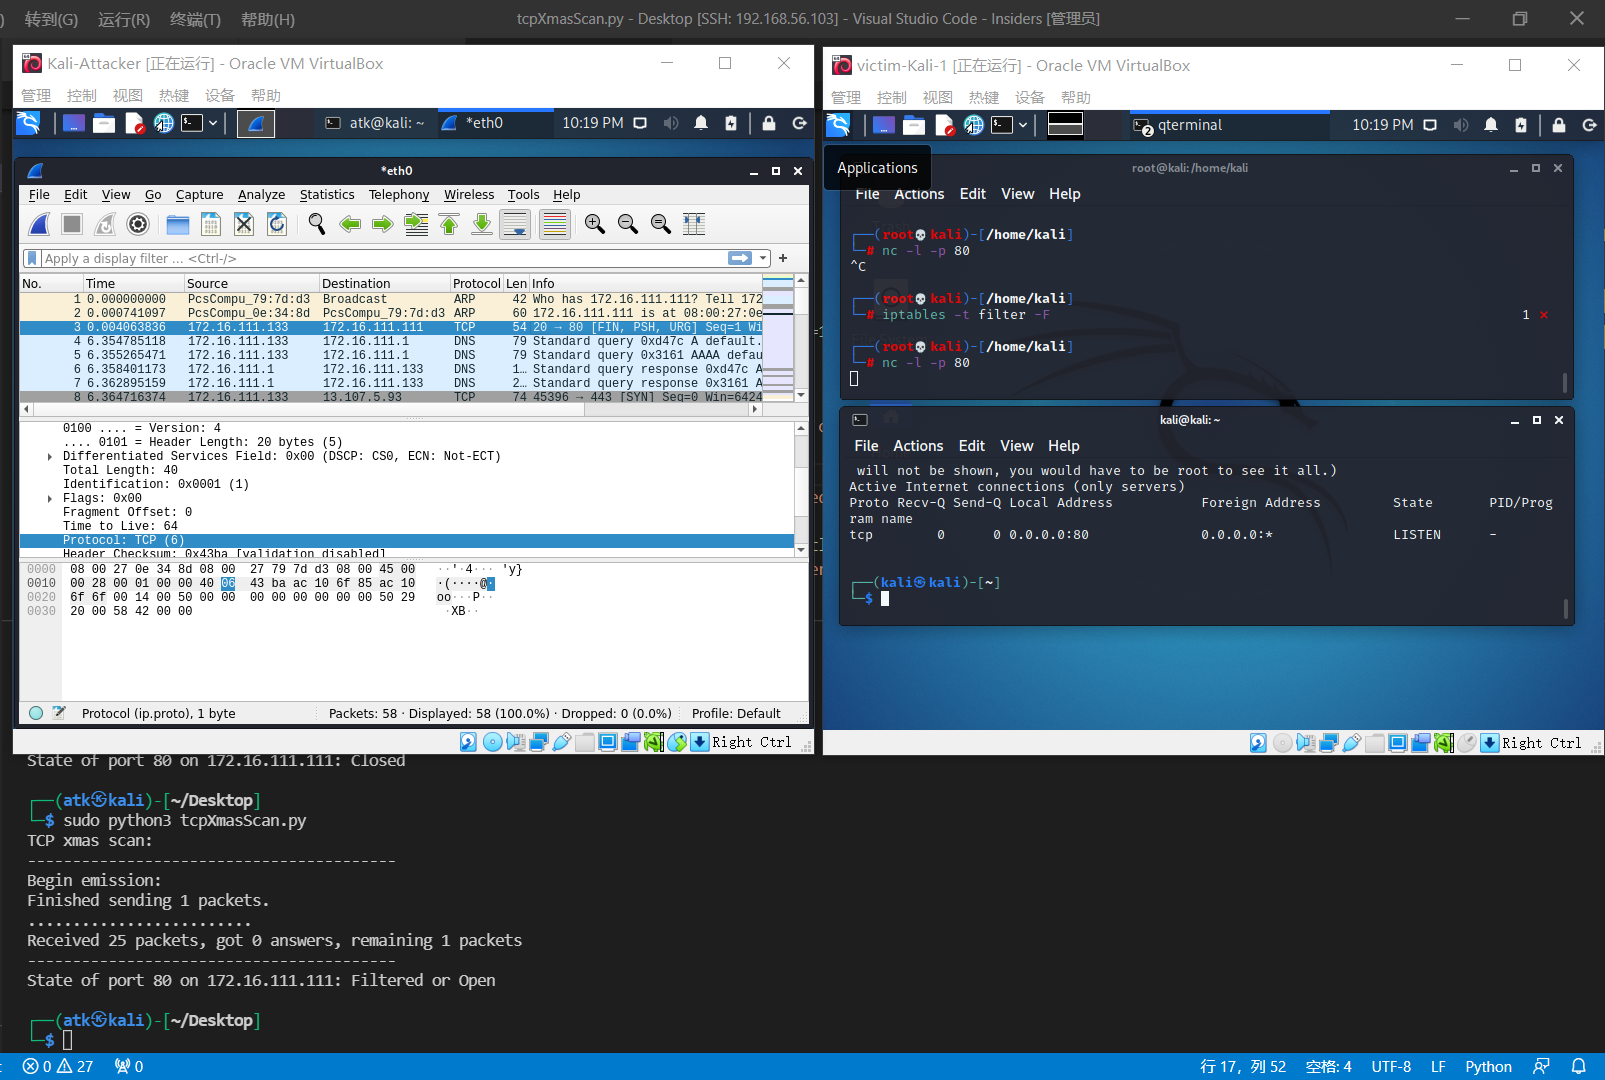 ) 转到(G) 运行(R) 终端(T) 帮助(H) tcpXmasScan.py - Desktop [SSH: 192.168.56.103] - Visual Studio Code - Insiders [管理员]
Kali-Attacker [正在运行] - Oracle VM VirtualBox
管理 控制 视图 热键 设备 帮助
atk@kali: ~ *eth0 10:19 PM
*eth0
File Edit View Go Capture Analyze Statistics Telephony Wireless Tools Help
Apply a display filter ... <Ctrl-/>
No. Time Source Destination Protocol Len Info
1 0.000000000 PcsCompu_79:7d:d3 Broadcast ARP 42 Who has 172.16.111.111? Tell 172
2 0.000741097 PcsCompu_0e:34:8d PcsCompu_79:7d:d3 ARP 60 172.16.111.111 is at 08:00:27:0e
3 0.004063836 172.16.111.133 172.16.111.111 TCP 54 20 → 80 [FIN, PSH, URG] Seq=1 Wi
4 6.354785118 172.16.111.133 172.16.111.1 DNS 79 Standard query 0xd47c A default.
5 6.355265471 172.16.111.133 172.16.111.1 DNS 79 Standard query 0x3161 AAAA defau
6 6.358401173 172.16.111.1 172.16.111.133 DNS 1… Standard query response 0xd47c A
7 6.362895159 172.16.111.1 172.16.111.133 DNS 2… Standard query response 0x3161 A
8 6.364716374 172.16.111.133 13.107.5.93 TCP 74 45396 → 443 [SYN] Seq=0 Win=6424
0100 .... = Version: 4
.... 0101 = Header Length: 20 bytes (5)
Differentiated Services Field: 0x00 (DSCP: CS0, ECN: Not-ECT)
Total Length: 40
Identification: 0x0001 (1)
Flags: 0x00
Fragment Offset: 0
Time to Live: 64
Protocol: TCP (6)
Header Checksum: 0x43ba [validation disabled]
0000 08 00 27 0e 34 8d 08 00 27 79 7d d3 08 00 45 00 ··'·4··· 'y}
0010 00 28 00 01 00 00 40 06 43 ba ac 10 6f 85 ac 10 ·(····@·
0020 6f 6f 00 14 00 50 00 00 00 00 00 00 00 00 50 29 oo···P··
0030 20 00 58 42 00 00 ·XB··
Protocol (ip.proto), 1 byte Packets: 58 · Displayed: 58 (100.0%) · Dropped: 0 (0.0%) Profile: Default
Right Ctrl
victim-Kali-1 [正在运行] - Oracle VM VirtualBox
管理 控制 视图 热键 设备 帮助
2 qterminal 10:19 PM
Applications
root@kali: /home/kali
File Actions Edit View Help
┌──(root💀kali)-[/home/kali]
└─# nc -l -p 80
^C
┌──(root💀kali)-[/home/kali]
└─# iptables -t filter -F 1 ⨯
┌──(root💀kali)-[/home/kali]
└─# nc -l -p 80
kali@kali: ~
File Actions Edit View Help
will not be shown, you would have to be root to see it all.)
Active Internet connections (only servers)
Proto Recv-Q Send-Q Local Address Foreign Address State PID/Prog
ram name
tcp 0 0 0.0.0.0:80 0.0.0.0:* LISTEN -
┌──(kali㉿kali)-[~]
└─$
Right Ctrl
State of port 80 on 172.16.111.111: Closed
┌──(atk㉿kali)-[~/Desktop]
└─$ sudo python3 tcpXmasScan.py
TCP xmas scan:
-----------------------------------------
Begin emission:
Finished sending 1 packets.
.........................
Received 25 packets, got 0 answers, remaining 1 packets
-----------------------------------------
State of port 80 on 172.16.111.111: Filtered or Open
┌──(atk㉿kali)-[~/Desktop]
└─$
0 27 0 行 17, 列 52 空格: 4 UTF-8 LF Python